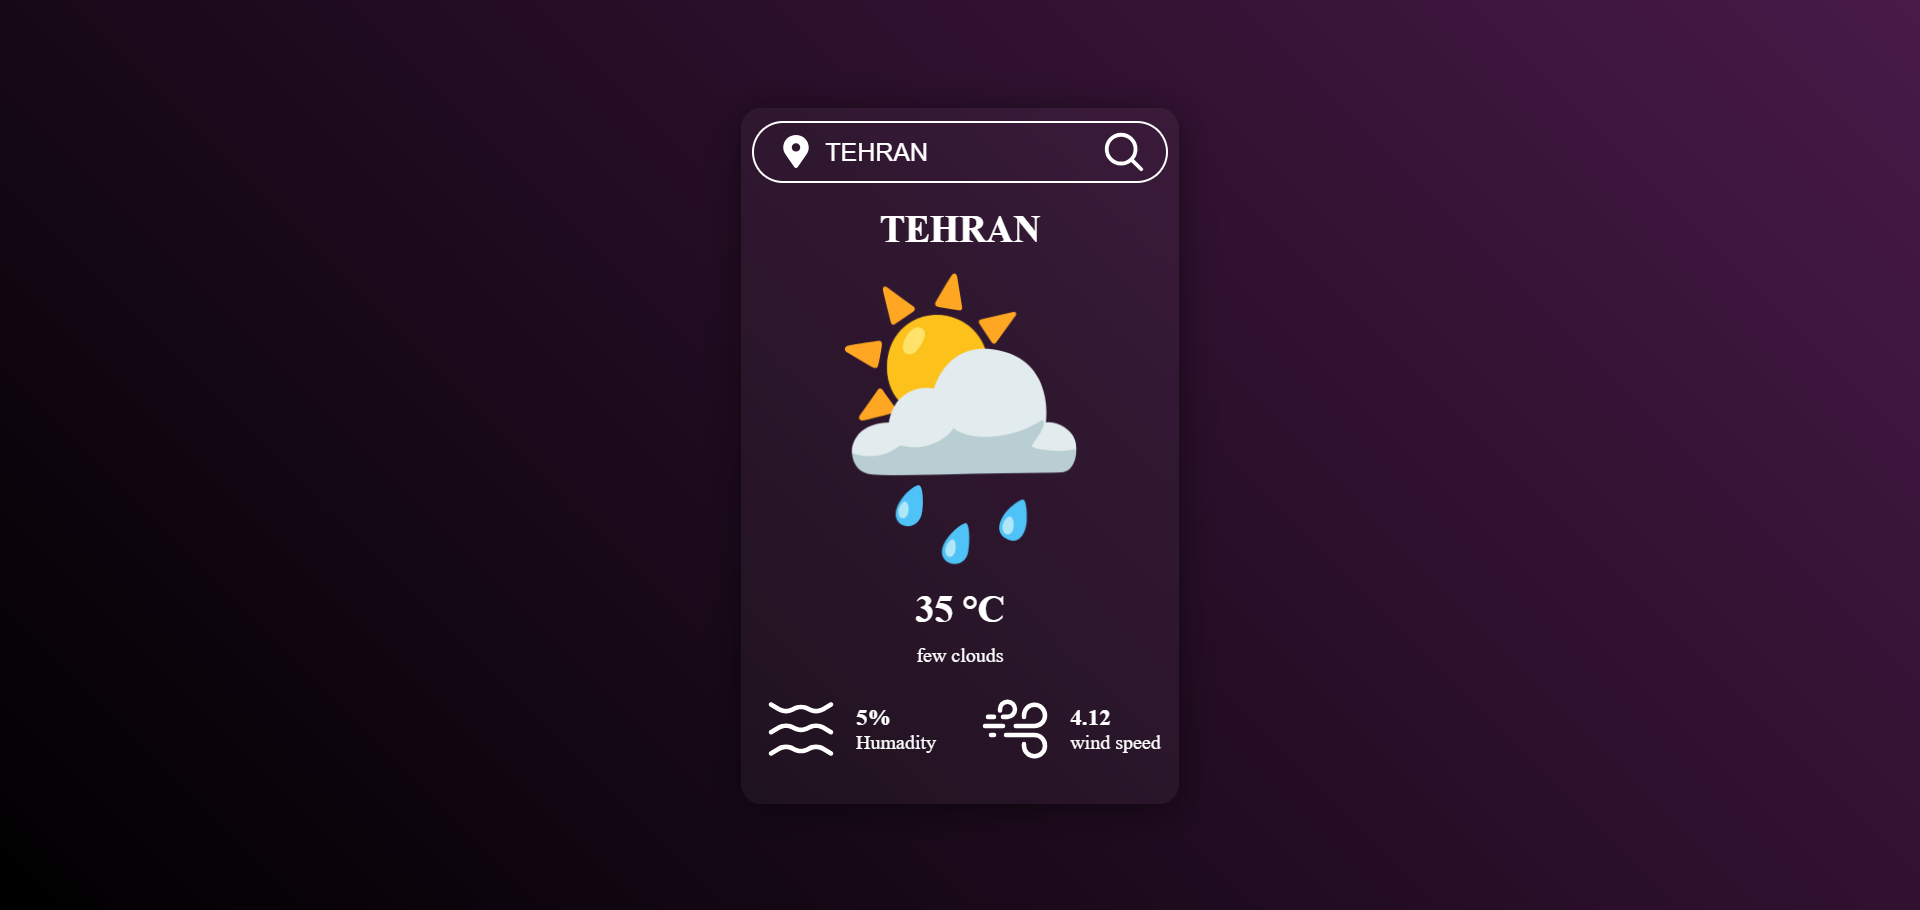 TEHRAN
TEHRAN
35 °C
few clouds
5%
Humadity
4.12
wind speed